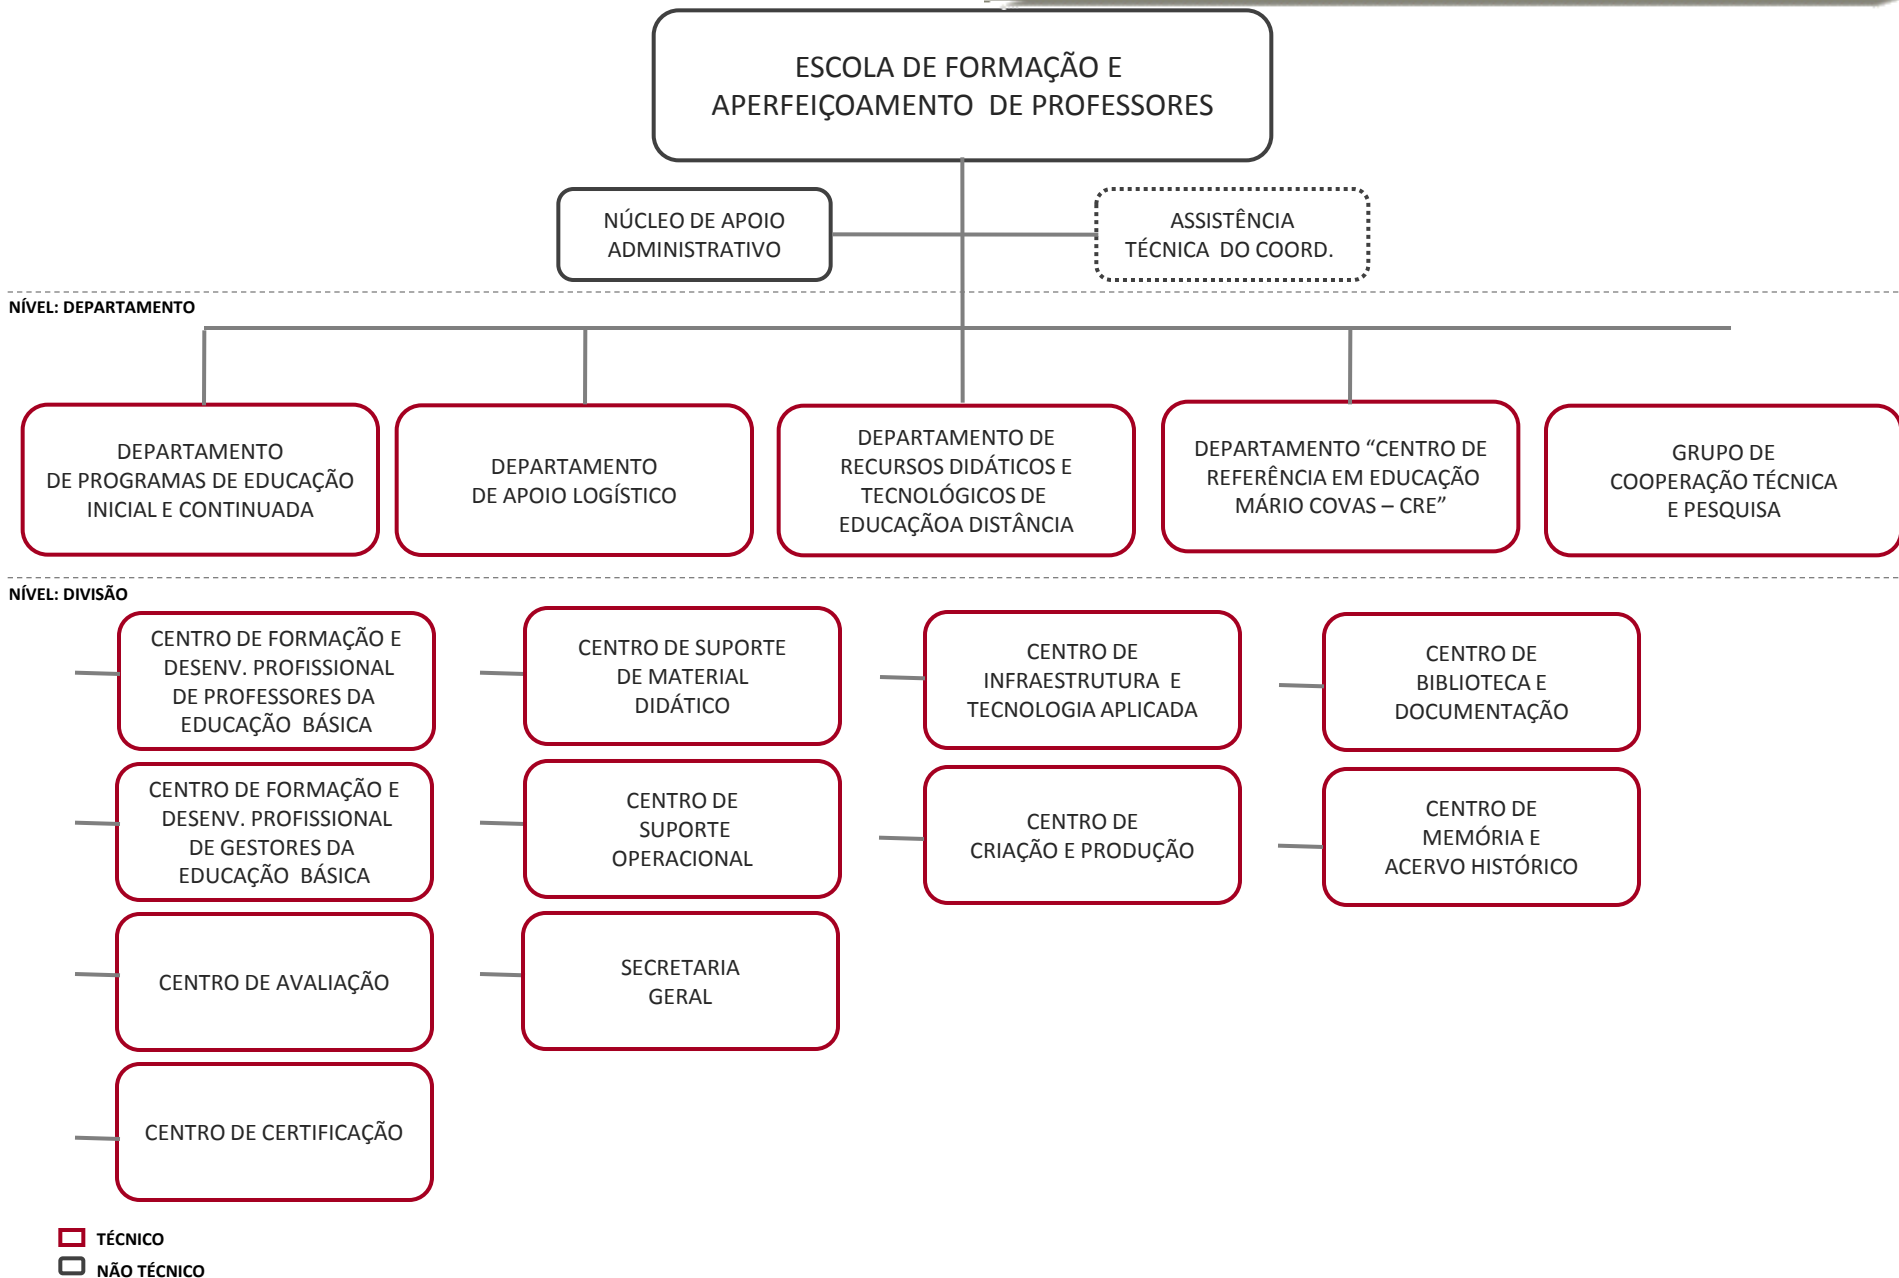 ESCOLA DE FORMAÇÃO E
APERFEIÇOAMENTO DE PROFESSORES
NÚCLEO DE APOIO
ADMINISTRATIVO
ASSISTÊNCIA
TÉCNICA DO COORD.
NÍVEL: DEPARTAMENTO
DEPARTAMENTO
DE PROGRAMAS DE EDUCAÇÃO
INICIAL E CONTINUADA
DEPARTAMENTO
DE APOIO LOGÍSTICO
DEPARTAMENTO DE
RECURSOS DIDÁTICOS E
TECNOLÓGICOS DE
EDUCAÇÃOA DISTÂNCIA
DEPARTAMENTO “CENTRO DE
REFERÊNCIA EM EDUCAÇÃO
MÁRIO COVAS – CRE”
GRUPO DE
COOPERAÇÃO TÉCNICA
E PESQUISA
NÍVEL: DIVISÃO
CENTRO DE FORMAÇÃO E
DESENV. PROFISSIONAL
DE PROFESSORES DA
EDUCAÇÃO BÁSICA
CENTRO DE SUPORTE
DE MATERIAL
DIDÁTICO
CENTRO DE
INFRAESTRUTURA E
TECNOLOGIA APLICADA
CENTRO DE
BIBLIOTECA E
DOCUMENTAÇÃO
CENTRO DE FORMAÇÃO E
DESENV. PROFISSIONAL
DE GESTORES DA
EDUCAÇÃO BÁSICA
CENTRO DE
SUPORTE
OPERACIONAL
CENTRO DE
CRIAÇÃO E PRODUÇÃO
CENTRO DE
MEMÓRIA E
ACERVO HISTÓRICO
CENTRO DE AVALIAÇÃO
SECRETARIA
GERAL
CENTRO DE CERTIFICAÇÃO
TÉCNICO
NÃO TÉCNICO